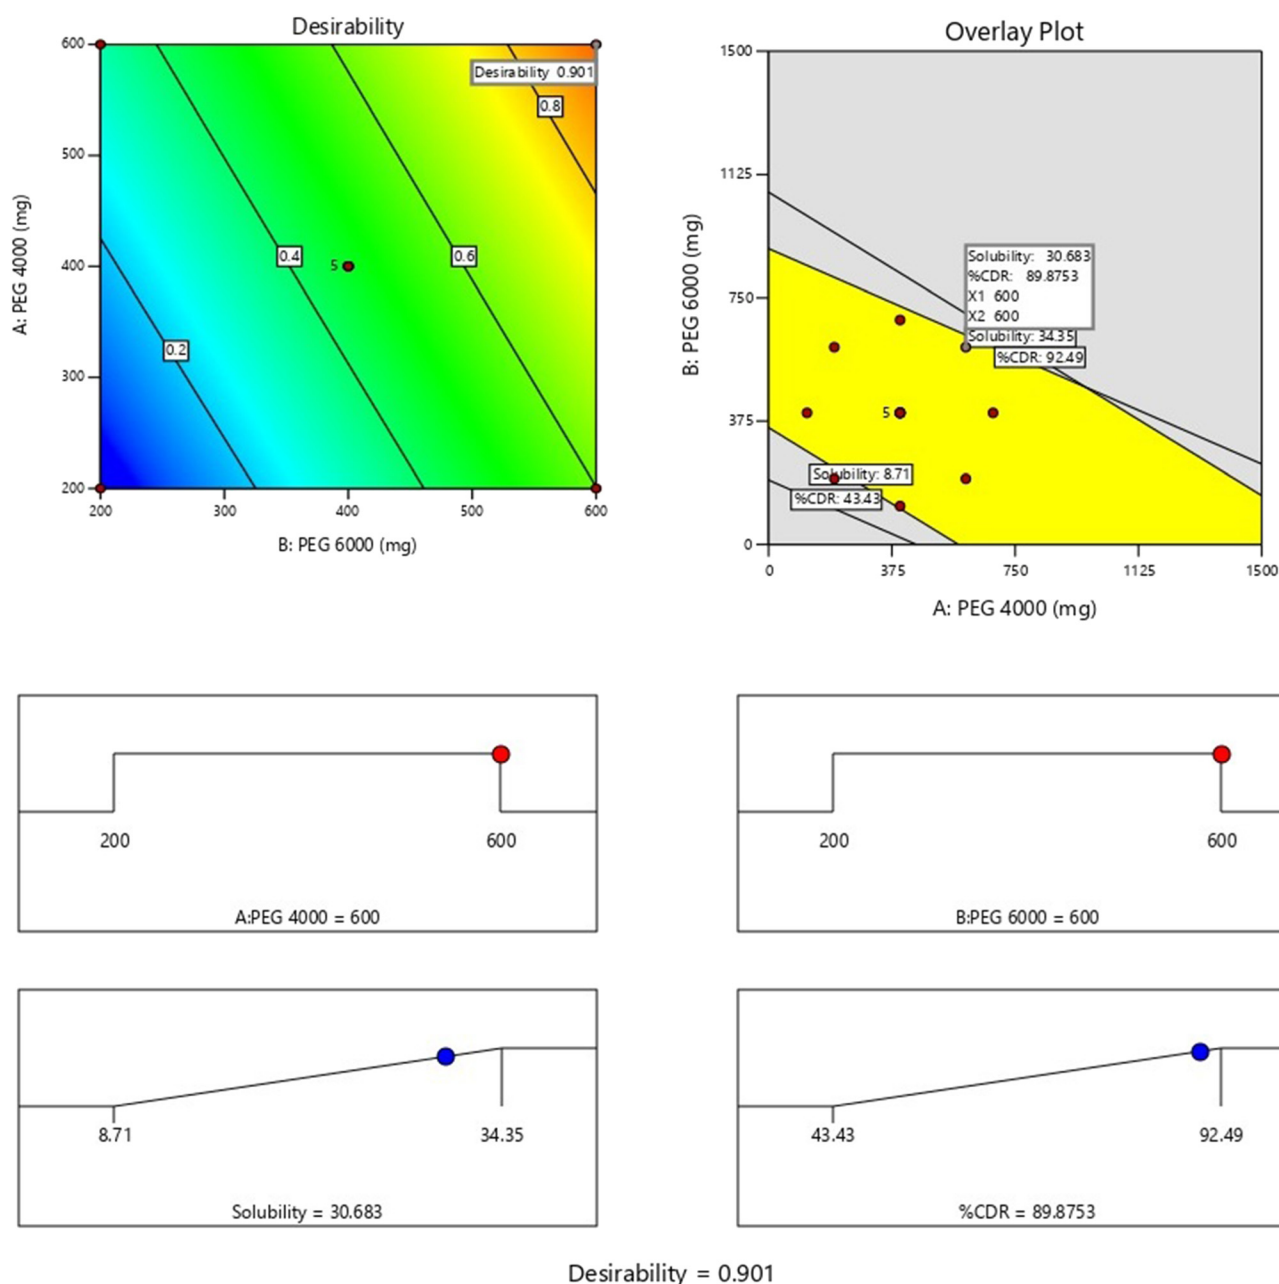 Desirability
600
500
400
300
200
200
300
400
500
600
A: PEG 4000 (mg)
B: PEG 6000 (mg)
Desirability 0.901
0.8
0.6
0.4
0.2
5
Overlay Plot
1500
1125
750
375
0
0
375
750
1125
1500
B: PEG 6000 (mg)
A: PEG 4000 (mg)
Solubility: 30.683
%CDR: 89.8753
X1 600
X2 600
Solubility: 34.35
%CDR: 92.49
5
Solubility: 8.71
%CDR: 43.43
200
600
A:PEG 4000 = 600
200
600
B:PEG 6000 = 600
8.71
34.35
Solubility = 30.683
43.43
92.49
%CDR = 89.8753
Desirability = 0.901